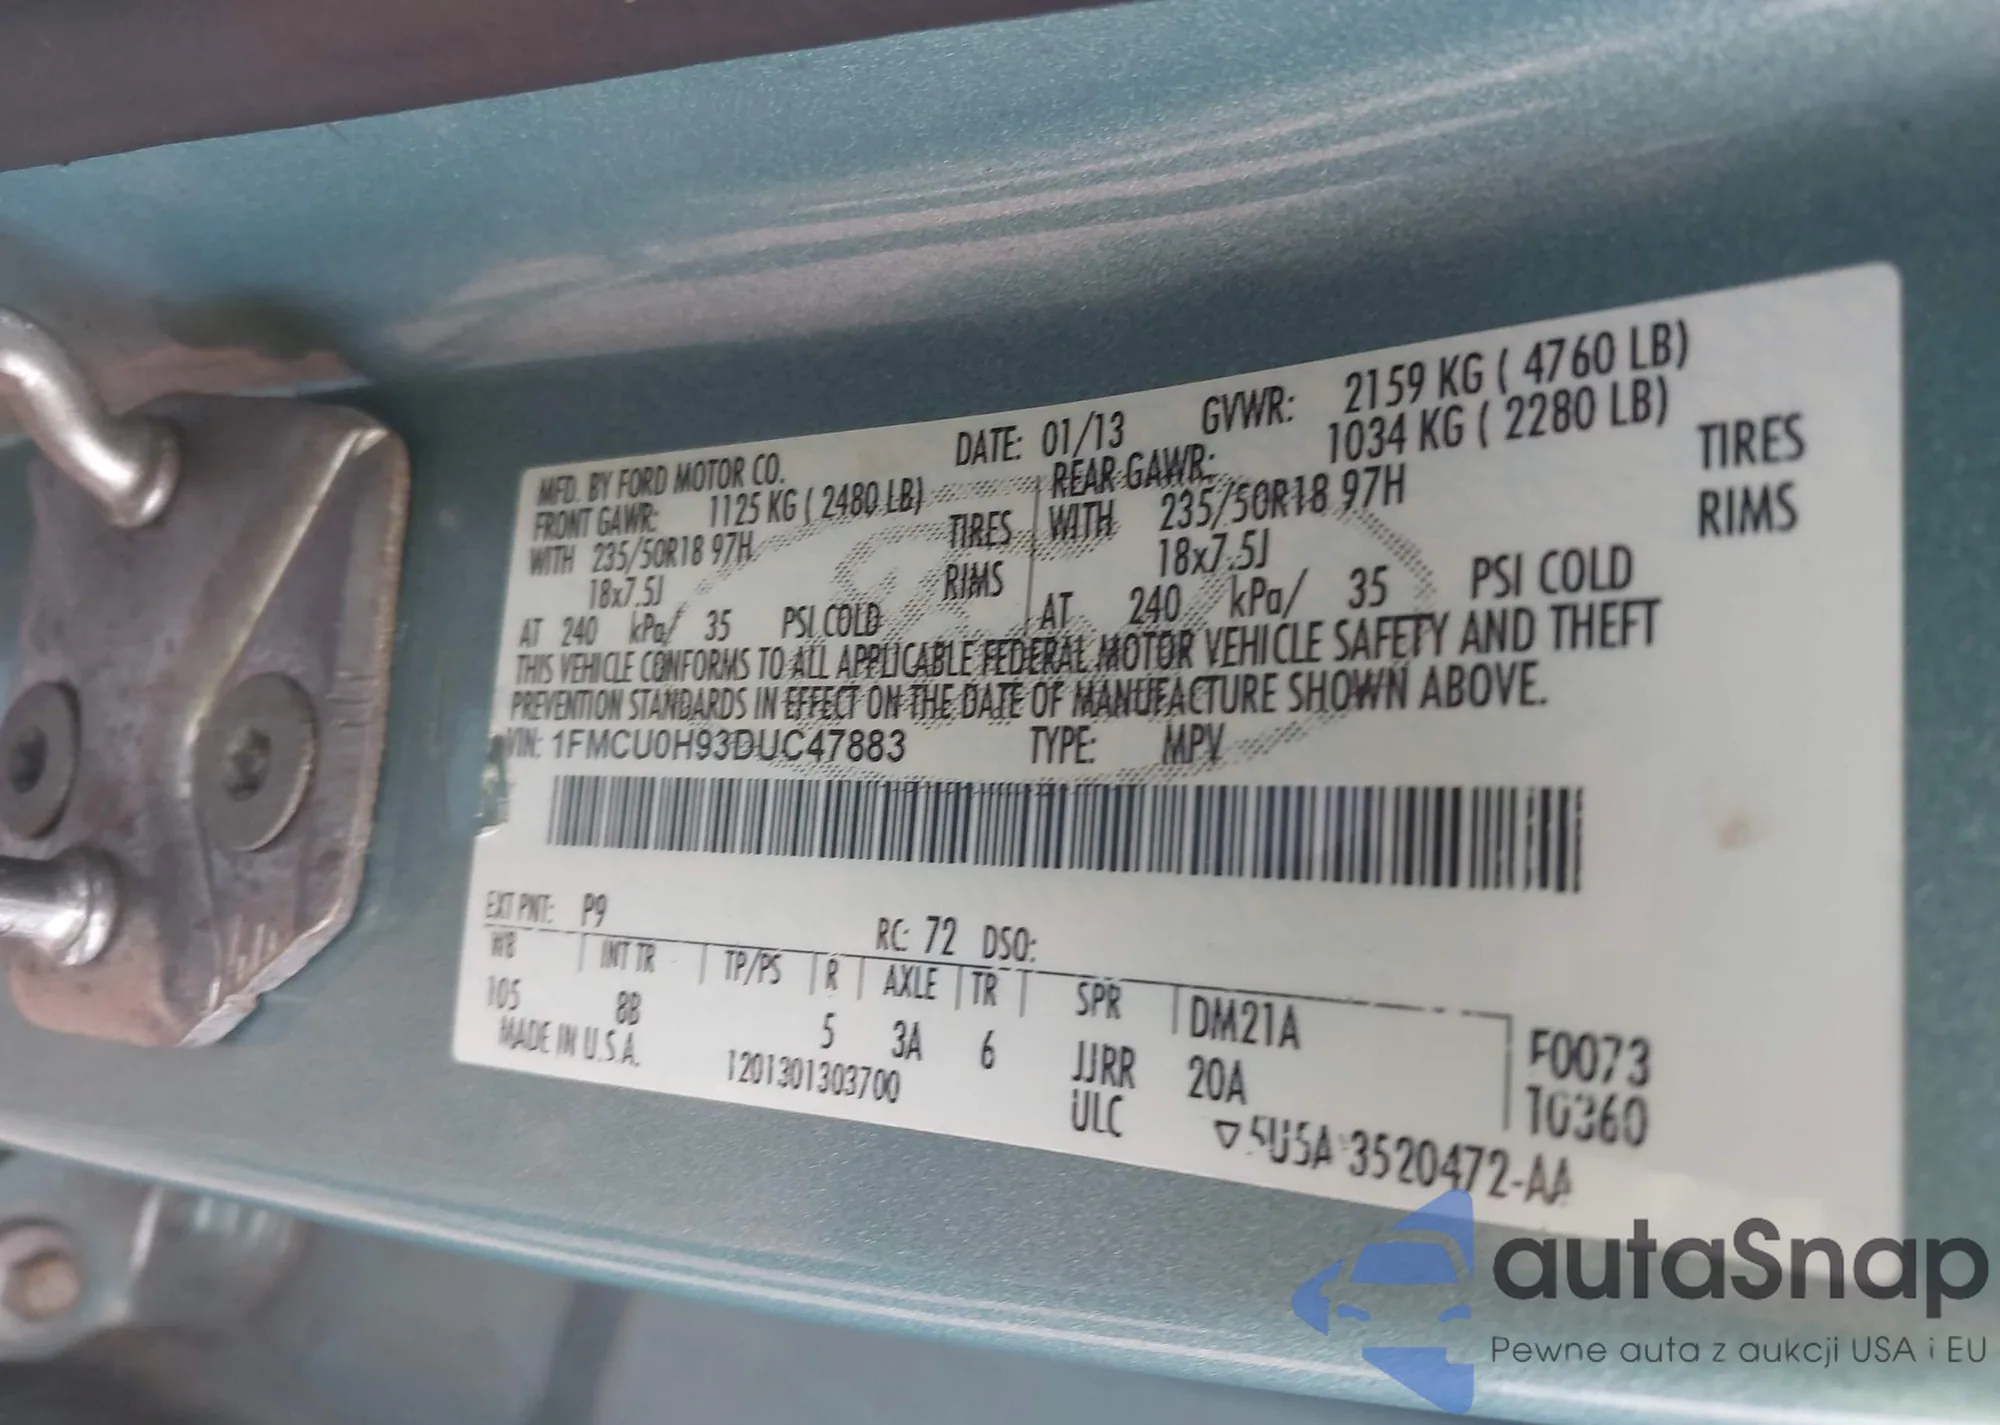 MFD. BY FORD MOTOR CO. DATE: 01/13 GVWR: 2159 KG ( 4760 LB)
FRONT GAWR: 1125 KG ( 2480 LB) REAR GAWR: 1034 KG ( 2280 LB)
WITH 235/50R18 97H TIRES WITH 235/50R18 97H TIRES
18x7.5J RIMS 18x7.5J RIMS
AT 240 kPa/ 35 PSI COLD AT 240 kPa/ 35 PSI COLD
THIS VEHICLE CONFORMS TO ALL APPLICABLE FEDERAL MOTOR VEHICLE SAFETY AND THEFT
PREVENTION STANDARDS IN EFFECT ON THE DATE OF MANUFACTURE SHOWN ABOVE.
VIN: 1FMCU0H93DUC47883 TYPE: MPV
EXT PNT: P9 RC: 72 DSO:
WB INT TR TP/PS R AXLE TR SPR DM21A F0073
105 8B 5 3A 6 JJRR 20A 10360
MADE IN U.S.A. 1201301303700 ULC 5U5A 3520472-AA
autaSnap
Pewne auta z aukcji USA i EU